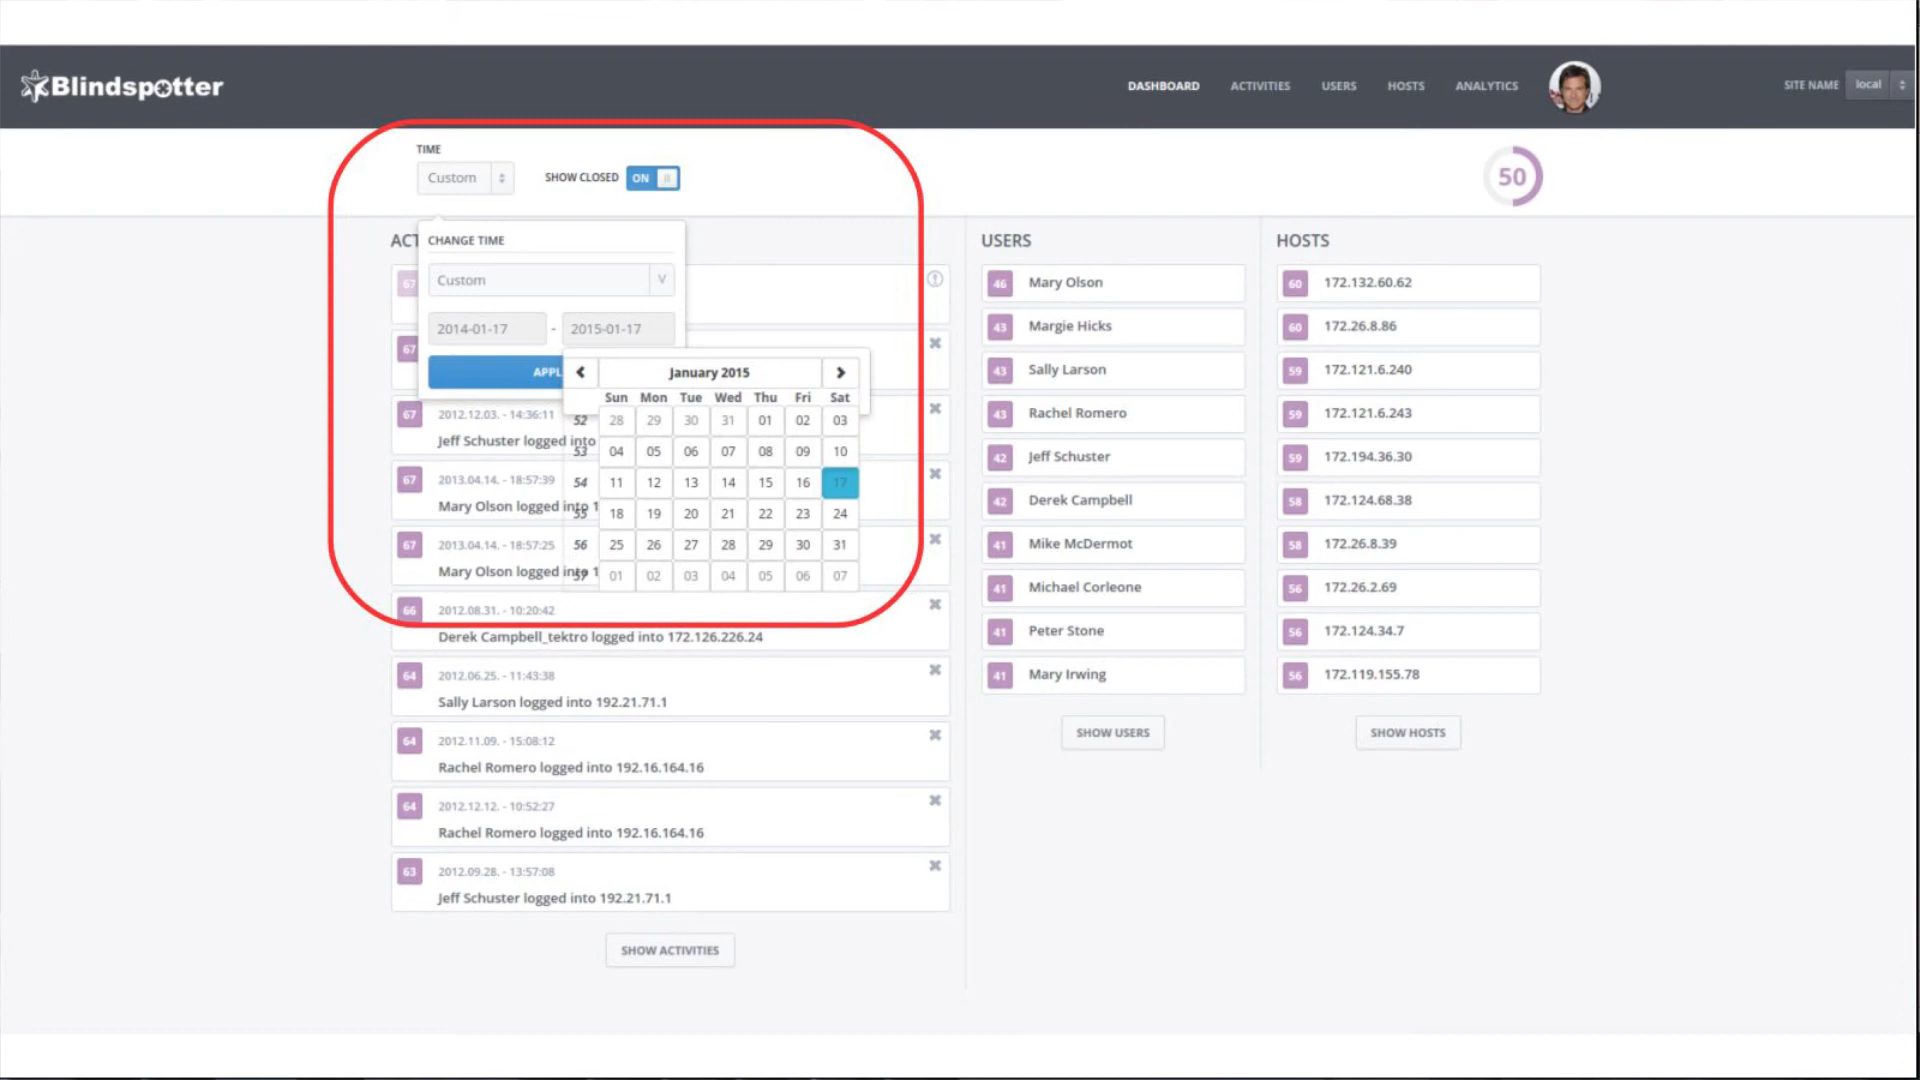 Blindspotter
DASHBOARD
ACTIVITIES
USERS
HOSTS
ANALYTICS
SITE NAME
local
TIME
Custom
SHOW CLOSED
ON
50
ACT
CHANGE TIME
Custom
V
2014-01-17 - 2015-01-17
APPL
January 2015
Sun Mon Tue Wed Thu Fri Sat
52 28 29 30 31 01 02 03
53 04 05 06 07 08 09 10
54 11 12 13 14 15 16 17
55 18 19 20 21 22 23 24
56 25 26 27 28 29 30 31
57 01 02 03 04 05 06 07
67
67
67 2012.12.03. - 14:36:11
Jeff Schuster logged into
67 2013.04.14. - 18:57:39
Mary Olson logged into 1
67 2013.04.14. - 18:57:25
Mary Olson logged into 1
66 2012.08.31. - 10:20:42
Derek Campbell_tektro logged into 172.126.226.24
64 2012.06.25. - 11:43:38
Sally Larson logged into 192.21.71.1
64 2012.11.09. - 15:08:12
Rachel Romero logged into 192.16.164.16
64 2012.12.12. - 10:52:27
Rachel Romero logged into 192.16.164.16
63 2012.09.28. - 13:57:08
Jeff Schuster logged into 192.21.71.1
SHOW ACTIVITIES
USERS
46 Mary Olson
43 Margie Hicks
43 Sally Larson
43 Rachel Romero
42 Jeff Schuster
42 Derek Campbell
41 Mike McDermot
41 Michael Corleone
41 Peter Stone
41 Mary Irwing
SHOW USERS
HOSTS
60 172.132.60.62
60 172.26.8.86
59 172.121.6.240
59 172.121.6.243
59 172.194.36.30
58 172.124.68.38
58 172.26.8.39
56 172.26.2.69
56 172.124.34.7
56 172.119.155.78
SHOW HOSTS